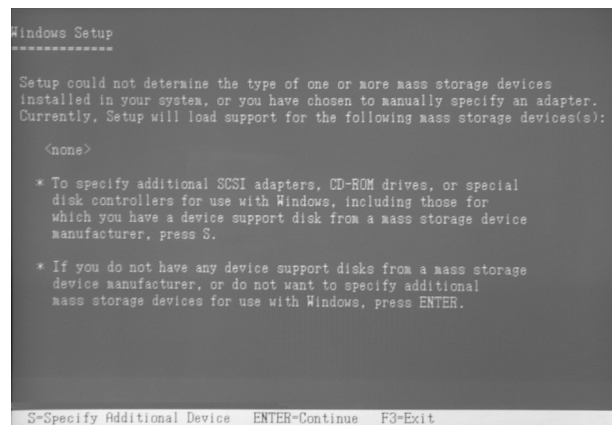 Windows Setup
=============
Setup could not determine the type of one or more mass storage devices
installed in your system, or you have chosen to manually specify an adapter.
Currently, Setup will load support for the following mass storage devices(s):
<none>
* To specify additional SCSI adapters, CD-ROM drives, or special
disk controllers for use with Windows, including those for
which you have a device support disk from a mass storage device
manufacturer, press S.
* If you do not have any device support disks from a mass storage
device manufacturer, or do not want to specify additional
mass storage devices for use with Windows, press ENTER.
S=Specify Additional Device ENTER=Continue F3=Exit